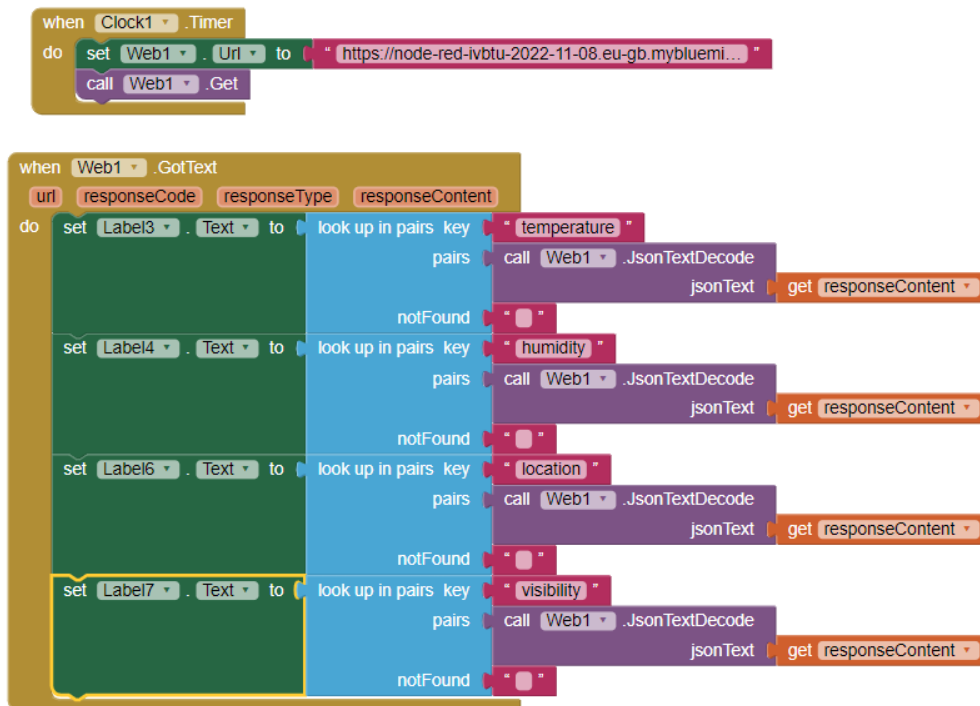 when Clock1 .Timer
do set Web1 . Url to " https://node-red-ivbtu-2022-11-08.eu-gb.mybluemi... "
call Web1 .Get
when Web1 .GotText
url responseCode responseType responseContent
do set Label3 . Text to look up in pairs key " temperature "
pairs call Web1 .JsonTextDecode
jsonText get responseContent
notFound " "
set Label4 . Text to look up in pairs key " humidity "
pairs call Web1 .JsonTextDecode
jsonText get responseContent
notFound " "
set Label6 . Text to look up in pairs key " location "
pairs call Web1 .JsonTextDecode
jsonText get responseContent
notFound " "
set Label7 . Text to look up in pairs key " visibility "
pairs call Web1 .JsonTextDecode
jsonText get responseContent
notFound " "